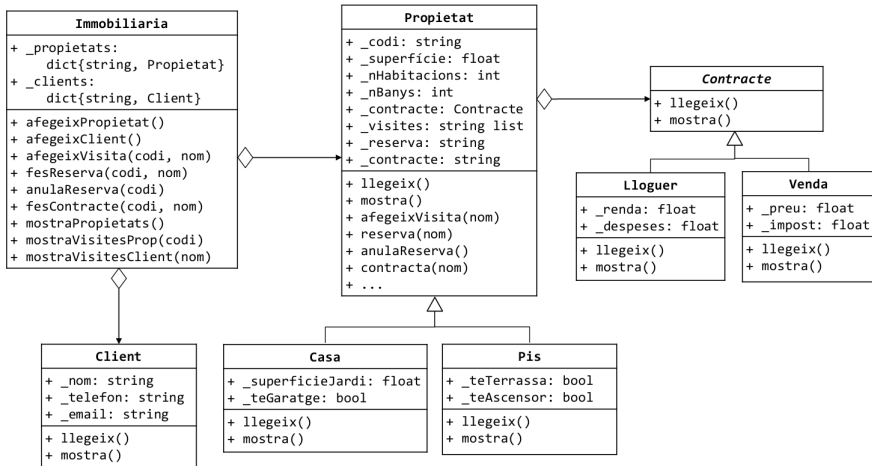 Immobiliaria
+ _propietats:
dict{string, Propietat}
+ _clients:
dict{string, Client}
+ afegeixPropietat()
+ afegeixClient()
+ afegeixVisita(codi, nom)
+ fesReserva(codi, nom)
+ anulaReserva(codi)
+ fesContracte(codi, nom)
+ mostraPropietats()
+ mostraVisitesProp(codi)
+ mostraVisitesClient(nom)
Propietat
+ _codi: string
+ _superfície: float
+ _nHabitacions: int
+ _nBanys: int
+ _contracte: Contracte
+ _visites: string list
+ _reserva: string
+ _contracte: string
+ llegeix()
+ mostra()
+ afegeixVisita(nom)
+ reserva(nom)
+ anulaReserva()
+ contracta(nom)
+ ...
Contracte
+ llegeix()
+ mostra()
Lloguer
+ _renda: float
+ _despeses: float
+ llegeix()
+ mostra()
Venda
+ _preu: float
+ _impost: float
+ llegeix()
+ mostra()
Client
+ _nom: string
+ _telefon: string
+ _email: string
+ llegeix()
+ mostra()
Casa
+ _superficieJardi: float
+ _teGaratge: bool
+ llegeix()
+ mostra()
Pis
+ _teTerrassa: bool
+ _teAscensor: bool
+ llegeix()
+ mostra()